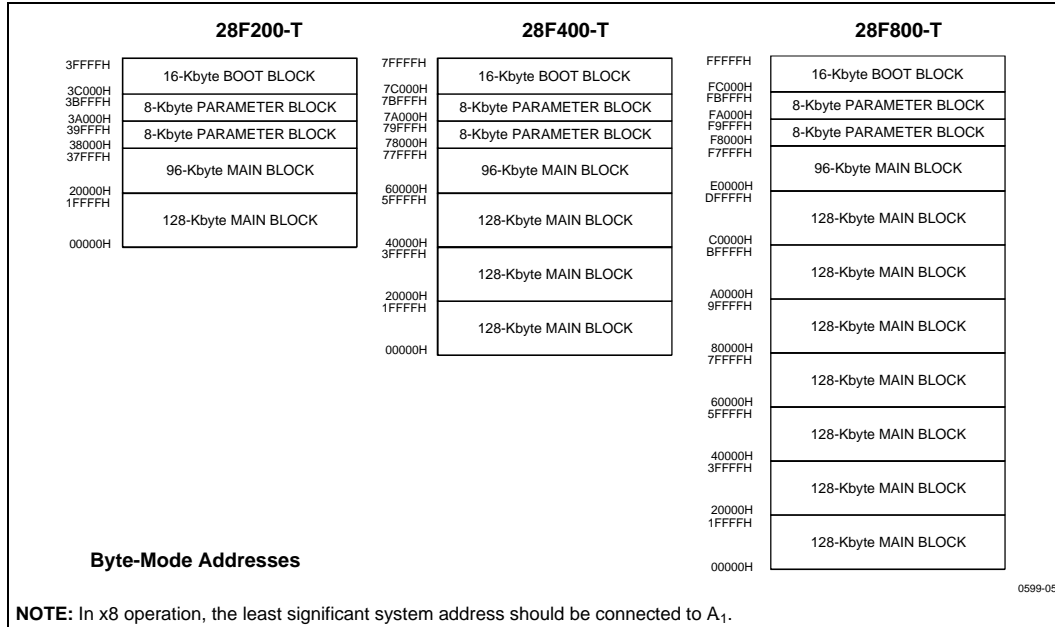 28F200-T
3FFFFH
16-Kbyte BOOT BLOCK
3C000H
3BFFFH
8-Kbyte PARAMETER BLOCK
3A000H
39FFFH
8-Kbyte PARAMETER BLOCK
38000H
37FFFH
96-Kbyte MAIN BLOCK
20000H
1FFFFH
128-Kbyte MAIN BLOCK
00000H
28F400-T
7FFFFH
16-Kbyte BOOT BLOCK
7C000H
7BFFFH
8-Kbyte PARAMETER BLOCK
7A000H
79FFFH
8-Kbyte PARAMETER BLOCK
78000H
77FFFH
96-Kbyte MAIN BLOCK
60000H
5FFFFH
128-Kbyte MAIN BLOCK
40000H
3FFFFH
128-Kbyte MAIN BLOCK
20000H
1FFFFH
128-Kbyte MAIN BLOCK
00000H
28F800-T
FFFFFH
16-Kbyte BOOT BLOCK
FC000H
FBFFFH
8-Kbyte PARAMETER BLOCK
FA000H
F9FFFH
8-Kbyte PARAMETER BLOCK
F8000H
F7FFFH
96-Kbyte MAIN BLOCK
E0000H
DFFFFH
128-Kbyte MAIN BLOCK
C0000H
BFFFFH
128-Kbyte MAIN BLOCK
A0000H
9FFFFH
128-Kbyte MAIN BLOCK
80000H
7FFFFH
128-Kbyte MAIN BLOCK
60000H
5FFFFH
128-Kbyte MAIN BLOCK
40000H
3FFFFH
128-Kbyte MAIN BLOCK
20000H
1FFFFH
128-Kbyte MAIN BLOCK
00000H
Byte-Mode Addresses
0599-05
NOTE: In x8 operation, the least significant system address should be connected to A₁.